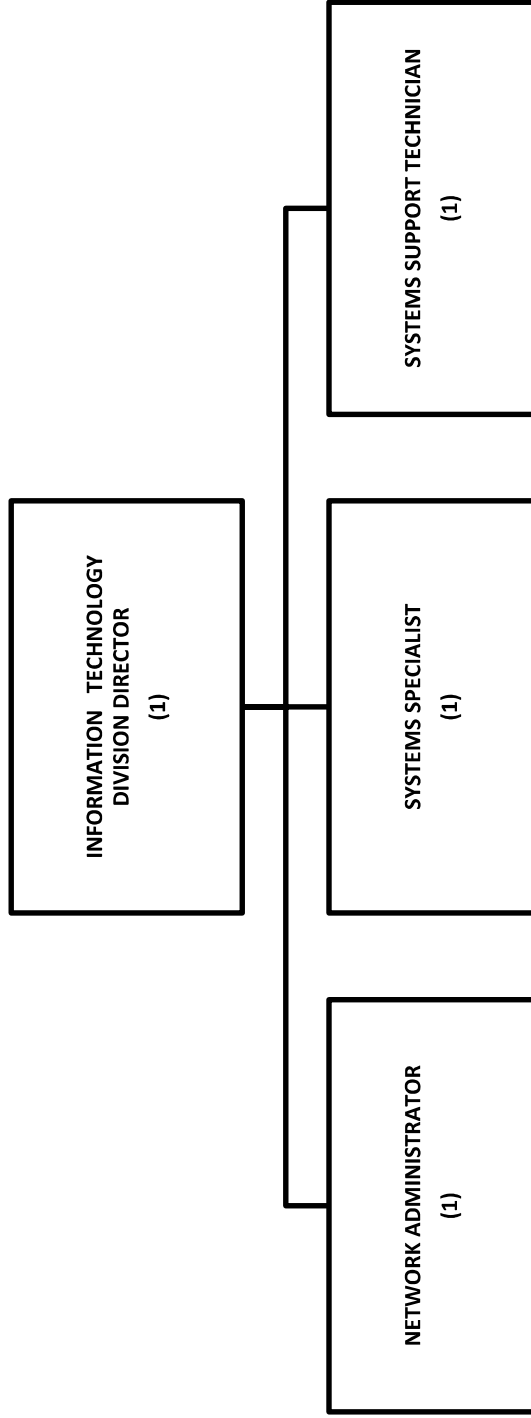 INFORMATION TECHNOLOGY
DIVISION DIRECTOR
(1)
NETWORK ADMINISTRATOR
(1)
SYSTEMS SPECIALIST
(1)
SYSTEMS SUPPORT TECHNICIAN
(1)